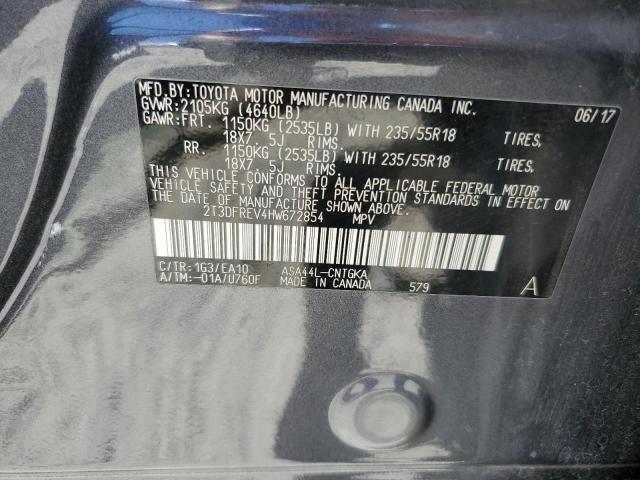 MFD.BY:TOYOTA MOTOR MANUFACTURING CANADA INC. 06/17
GVWR:2105KG (4640LB)
GAWR:FRT. 1150KG (2535LB) WITH 235/55R18 TIRES,
18X7. 5J RIMS.
RR. 1150KG (2535LB) WITH 235/55R18 TIRES,
18X7. 5J RIMS.
THIS VEHICLE CONFORMS TO ALL APPLICABLE FEDERAL MOTOR
VEHICLE SAFETY AND THEFT PREVENTION STANDARDS IN EFFECT ON
THE DATE OF MANUFACTURE SHOWN ABOVE.
2T3DFREV4HW672854 MPV
C/TR:1G3/EA10 ASA44L-CNTGKA
A/TM:-01A/U760F MADE IN CANADA 579 A